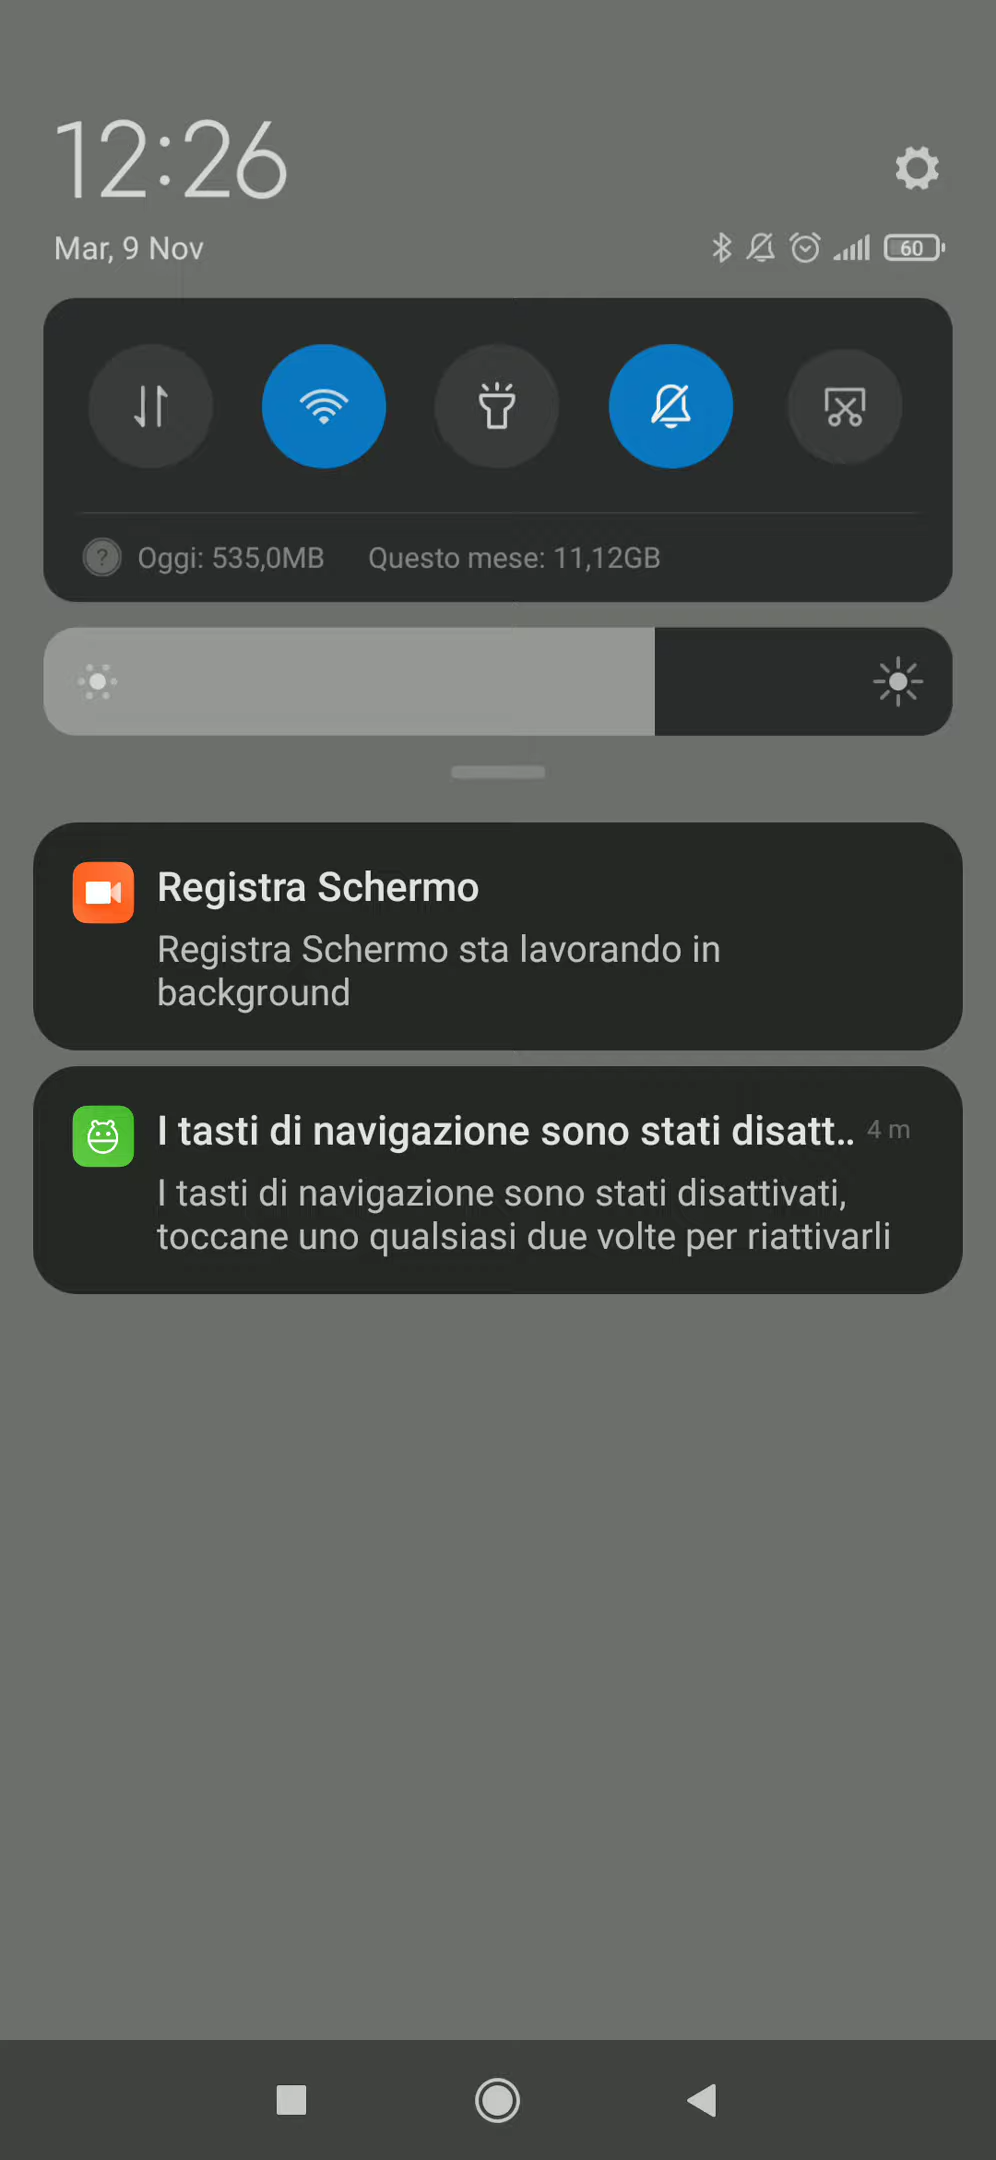 12:26
Mar, 9 Nov
60
Oggi: 535,0MB Questo mese: 11,12GB
Registra Schermo
Registra Schermo sta lavorando in
background
I tasti di navigazione sono stati disatt.. 4 m
I tasti di navigazione sono stati disattivati,
toccane uno qualsiasi due volte per riattivarli